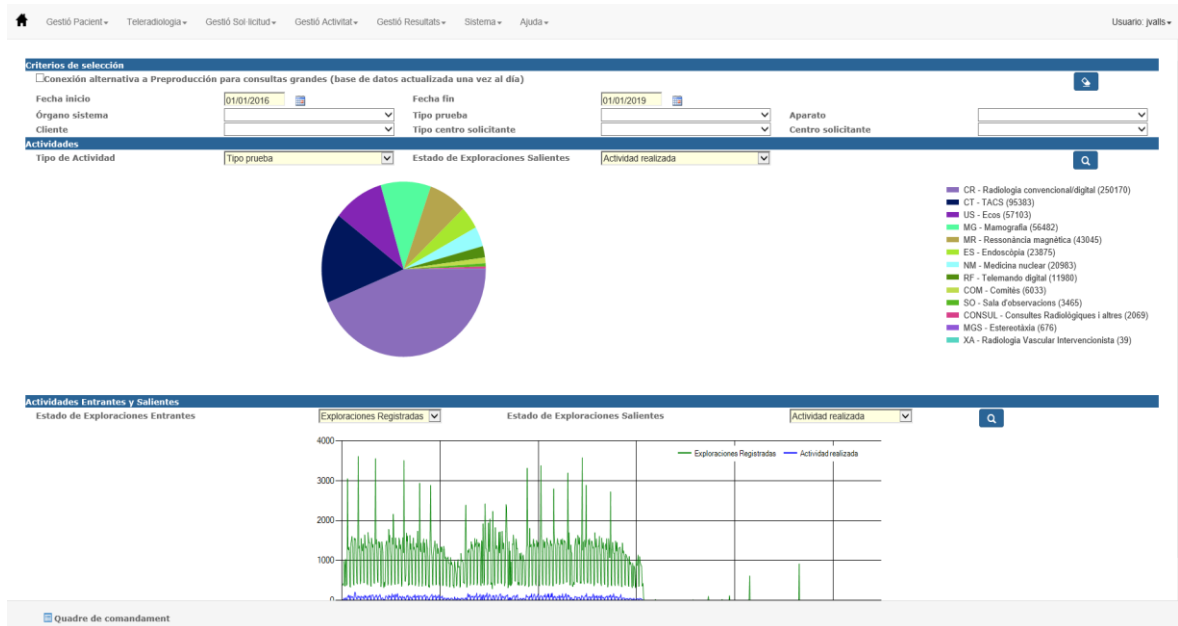 Gestió Pacient Teleradiologia Gestió Sol·licitud Gestió Activitat Gestió Resultats Sistema Ajuda Usuario: jvalls
Criterios de selección
Conexión alternativa a Preproducción para consultas grandes (base de datos actualizada una vez al día)
Fecha inicio 01/01/2016 Fecha fin 01/01/2019
Órgano sistema Tipo prueba Aparato
Cliente Tipo centro solicitante Centro solicitante
Actividades
Tipo de Actividad Tipo prueba Estado de Exploraciones Salientes Actividad realizada
CR - Radiologia convencional/digital (250170)
CT - TACS (95383)
US - Ecos (57103)
MG - Mamografía (56482)
MR - Ressonància magnètica (43045)
ES - Endoscòpia (23875)
NM - Medicina nuclear (20983)
RF - Telemando digital (11980)
COM - Comités (6033)
SO - Sala d'observacions (3465)
CONSUL - Consultes Radiològiques i altres (2069)
MGS - Estereotàxia (676)
XA - Radiologia Vascular Intervencionista (39)
Actividades Entrantes y Salientes
Estado de Exploraciones Entrantes Exploraciones Registradas Estado de Exploraciones Salientes Actividad realizada
4000
Exploraciones Registradas Actividad realizada
3000
2000
1000
0
Quadre de comandament